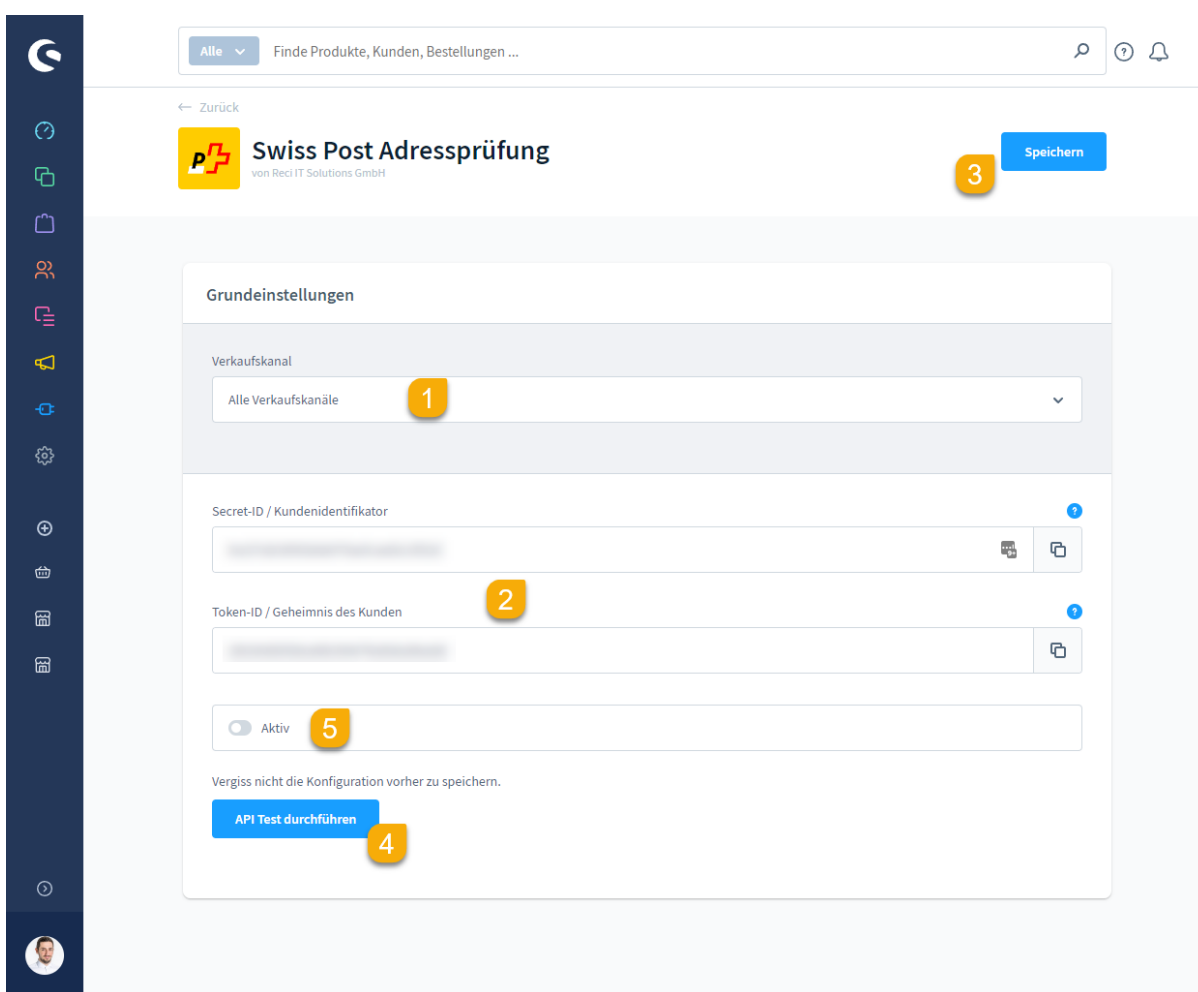 Alle
Finde Produkte, Kunden, Bestellungen ...
Zurück
Swiss Post Adressprüfung
von Reci IT Solutions GmbH
Speichern
3
Grundeinstellungen
Verkaufskanal
Alle Verkaufskanäle
1
Secret-ID / Kundenidentifikator
2
Token-ID / Geheimnis des Kunden
Aktiv
5
Vergiss nicht die Konfiguration vorher zu speichern.
API Test durchführen
4